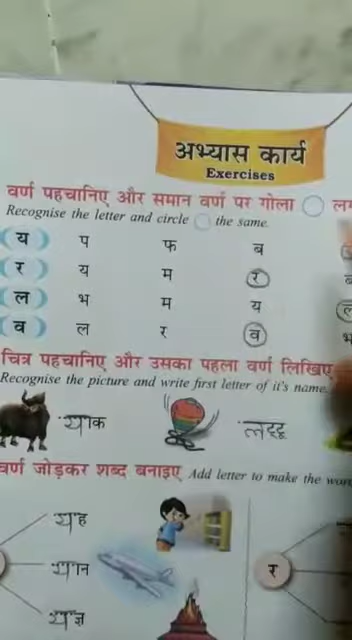 अभ्यास कार्य
Exercises
वर्ण पहचानिए और समान वर्ण पर गोला
Recognise the letter and circle the same.
य प फ ब
र य म र
ल भ म य
व ल र व
चित्र पहचानिए और उसका पहला वर्ण लिखिए
Recognise the picture and write first letter of it's name.
याक लट्टू
वर्ण जोड़कर शब्द बनाइए Add letter to make the
यह
यान
र
यज्ञ